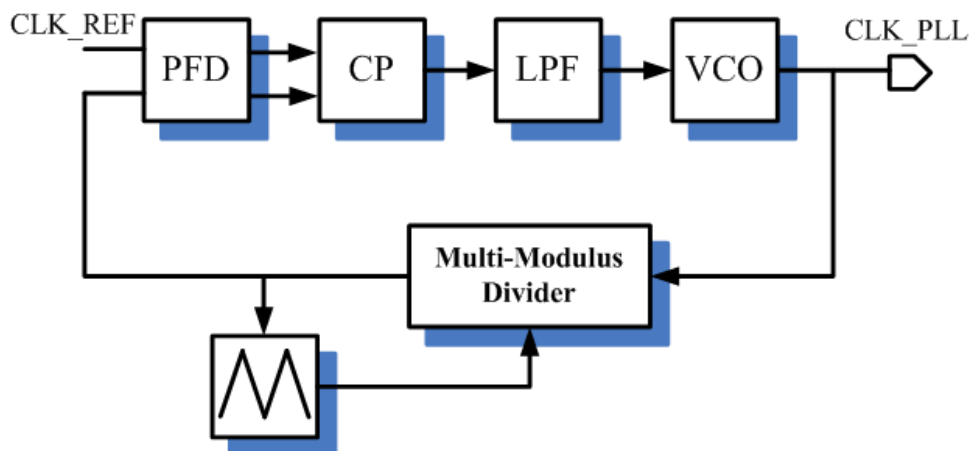 CLK_REF
PFD
CP
LPF
VCO
CLK_PLL
Multi-Modulus
Divider